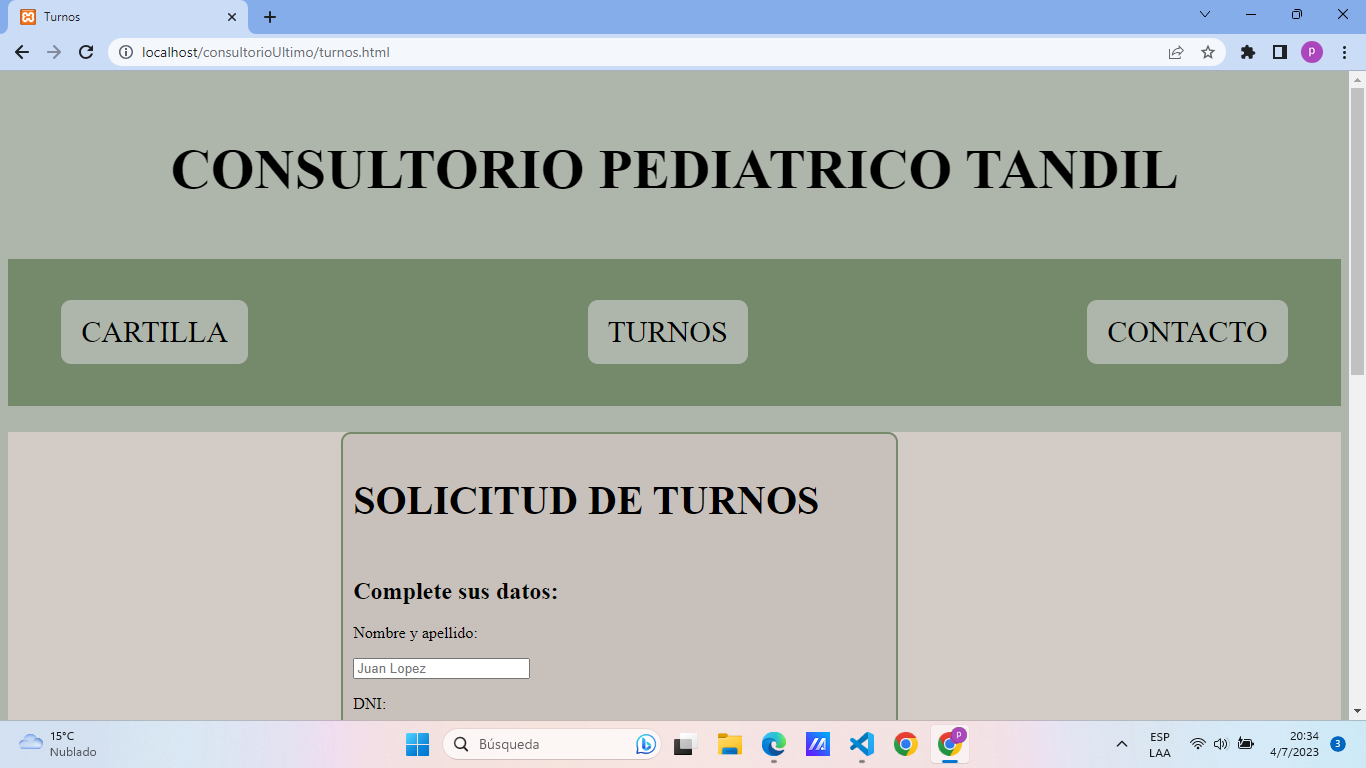 Turnos
localhost/consultorioUltimo/turnos.html
P
CONSULTORIO PEDIATRICO TANDIL
CARTILLA
TURNOS
CONTACTO
SOLICITUD DE TURNOS
Complete sus datos:
Nombre y apellido:
Juan Lopez
DNI:
15°C
Nublado
Búsqueda
P
ESP
LAA
20:34
4/7/2023
3